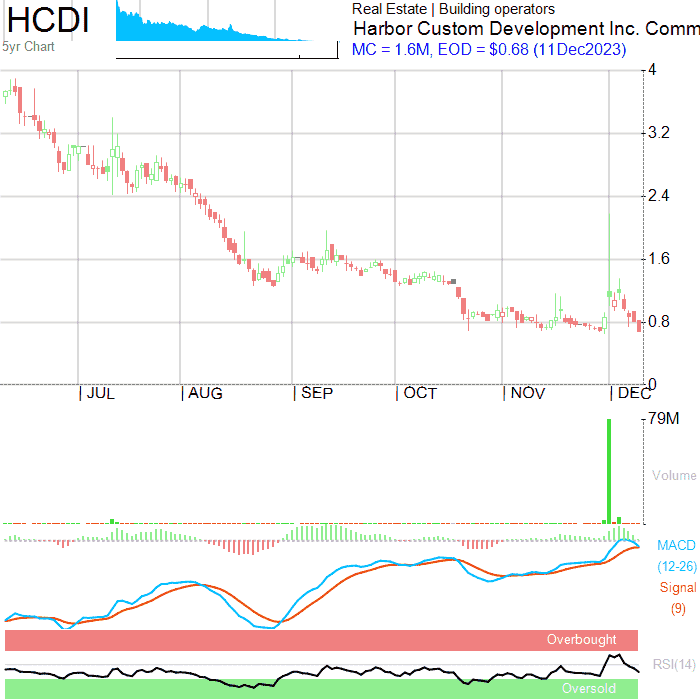 HCDI
5yr Chart
Real Estate | Building operators
Harbor Custom Development Inc. Comm
MC = 1.6M, EOD = $0.68 (11Dec2023)
4
3.2
2.4
1.6
0.8
0
JUL AUG SEP OCT NOV DEC
79M
Volume
MACD
(12-26)
Signal
(9)
Overbought
RSI(14)
Oversold